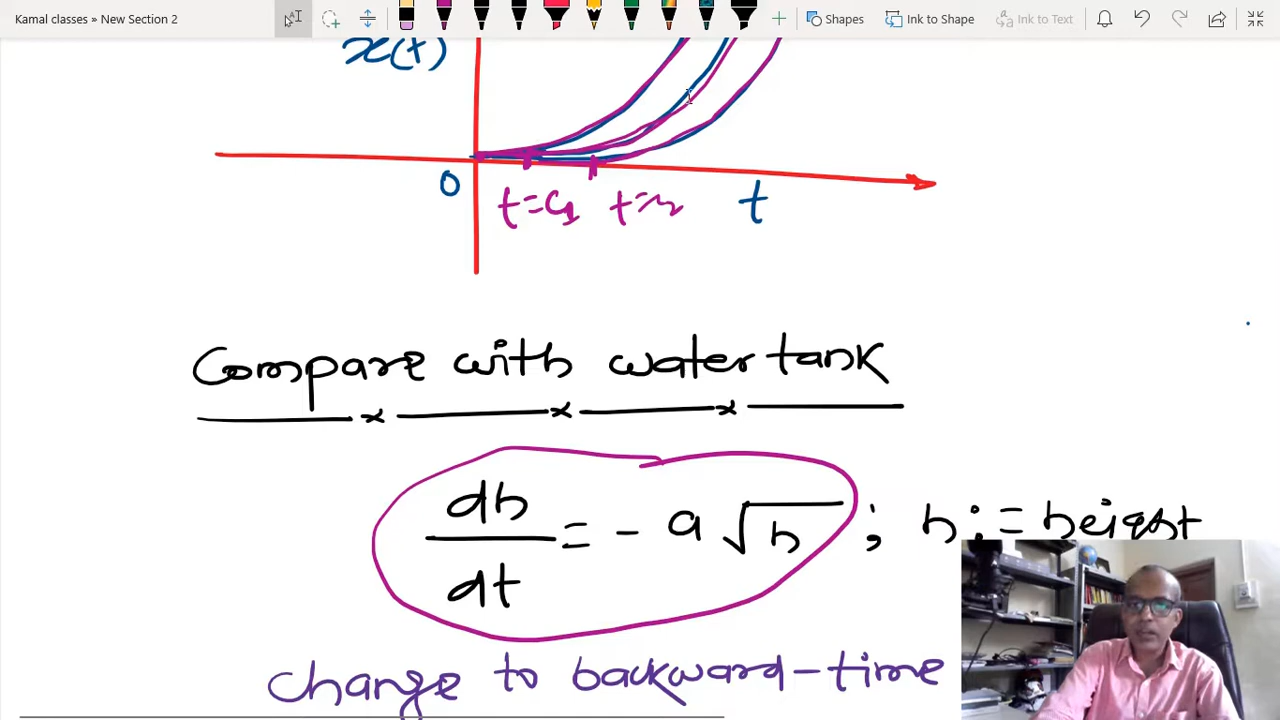 Kamal classes » New Section 2
Shapes
Ink to Shape
Ink to Text
x(t)
0
t=c1
t
Compare with water tank
dh/dt = - a √h ; h := height
change to backward-time